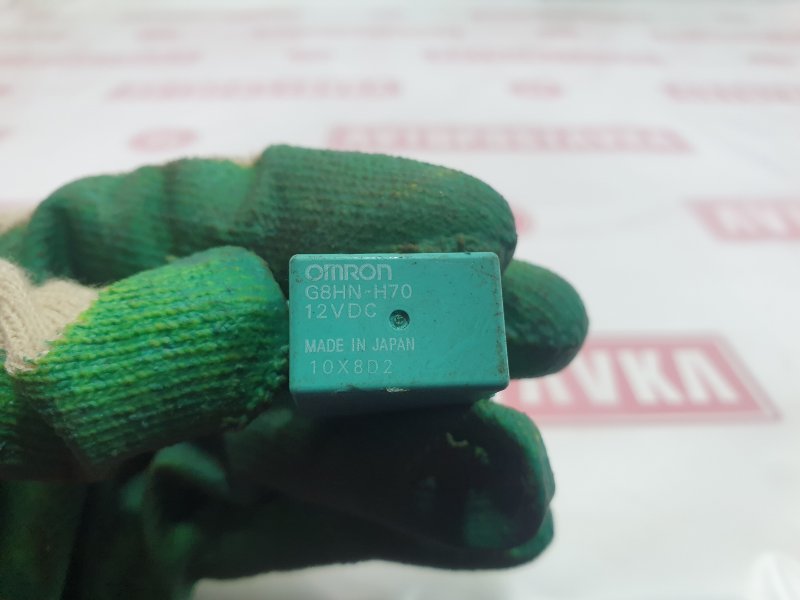 OMRON
G8HN-H70
12VDC
MADE IN JAPAN
10X8D2